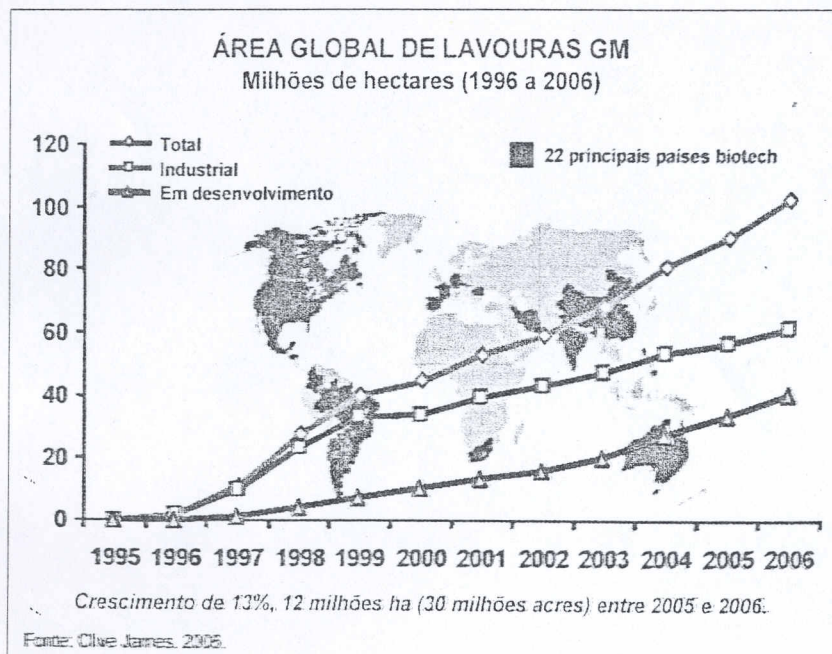 ÁREA GLOBAL DE LAVOURAS GM
Milhões de hectares (1996 a 2006)
Total
Industrial
Em desenvolvimento
22 principais países biotech
120
100
80
60
40
20
0
1995 1996 1997 1998 1999 2000 2001 2002 2003 2004 2005 2006
Crescimento de 13%, 12 milhões ha (30 milhões acres) entre 2005 e 2006.
Fonte: Clive James,